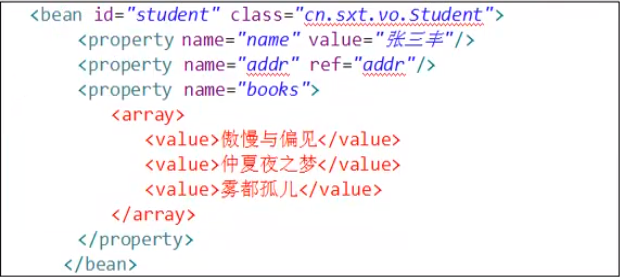 <bean id="student" class="cn.sxt.vo.Student">
<property name="name" value="张三丰"/>
<property name="addr" ref="addr"/>
<property name="books">
<array>
<value>傲慢与偏见</value>
<value>仲夏夜之梦</value>
<value>雾都孤儿</value>
</array>
</property>
</bean>